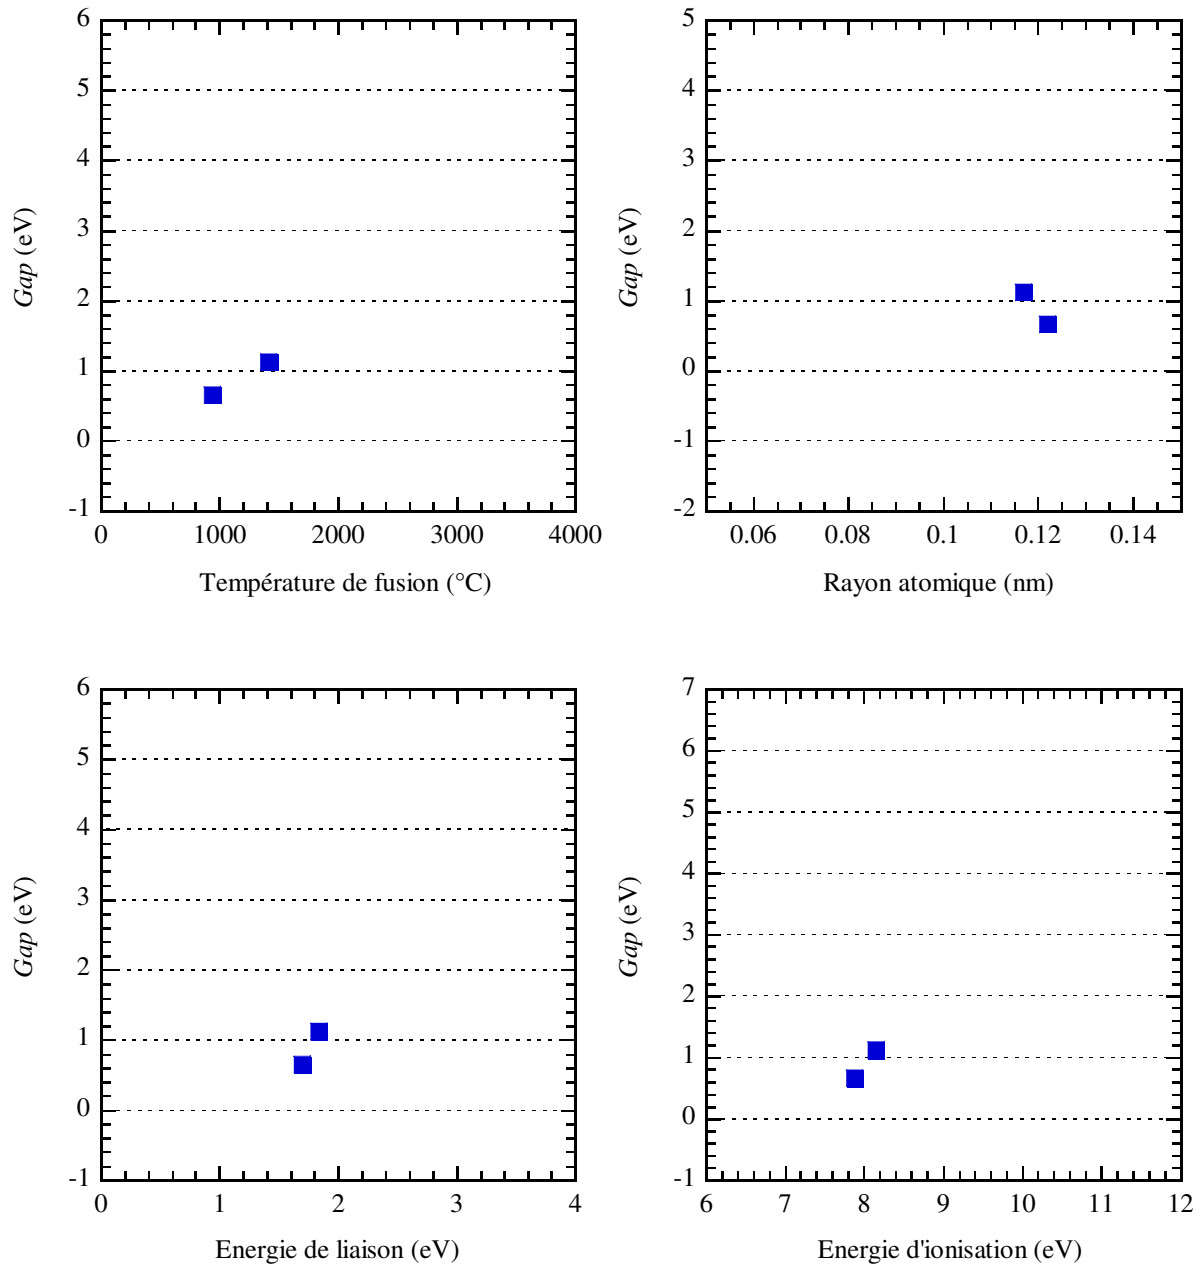 6
5
4
3
2
1
0
-1
Gap (eV)
0 1000 2000 3000 4000
Température de fusion (°C)
5
4
3
2
1
0
-1
-2
Gap (eV)
0.06 0.08 0.1 0.12 0.14
Rayon atomique (nm)
6
5
4
3
2
1
0
-1
Gap (eV)
0 1 2 3 4
Energie de liaison (eV)
7
6
5
4
3
2
1
0
-1
Gap (eV)
6 7 8 9 10 11 12
Energie d'ionisation (eV)